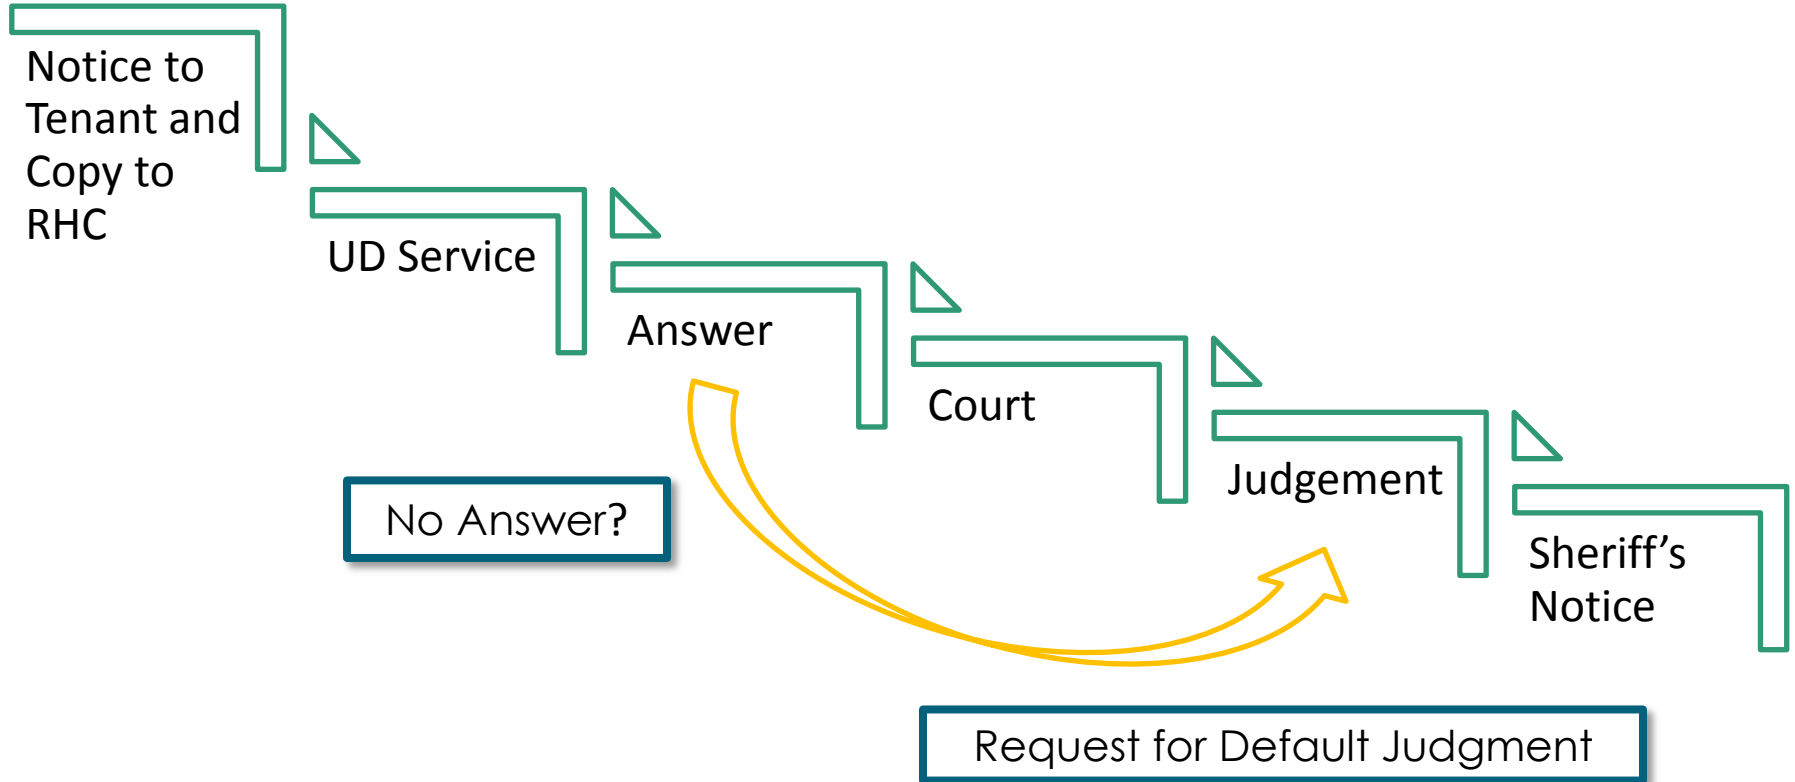 Notice to
Tenant and
Copy to
RHC
UD Service
Answer
Court
Judgement
Sheriff’s
Notice
No Answer?
Request for Default Judgment